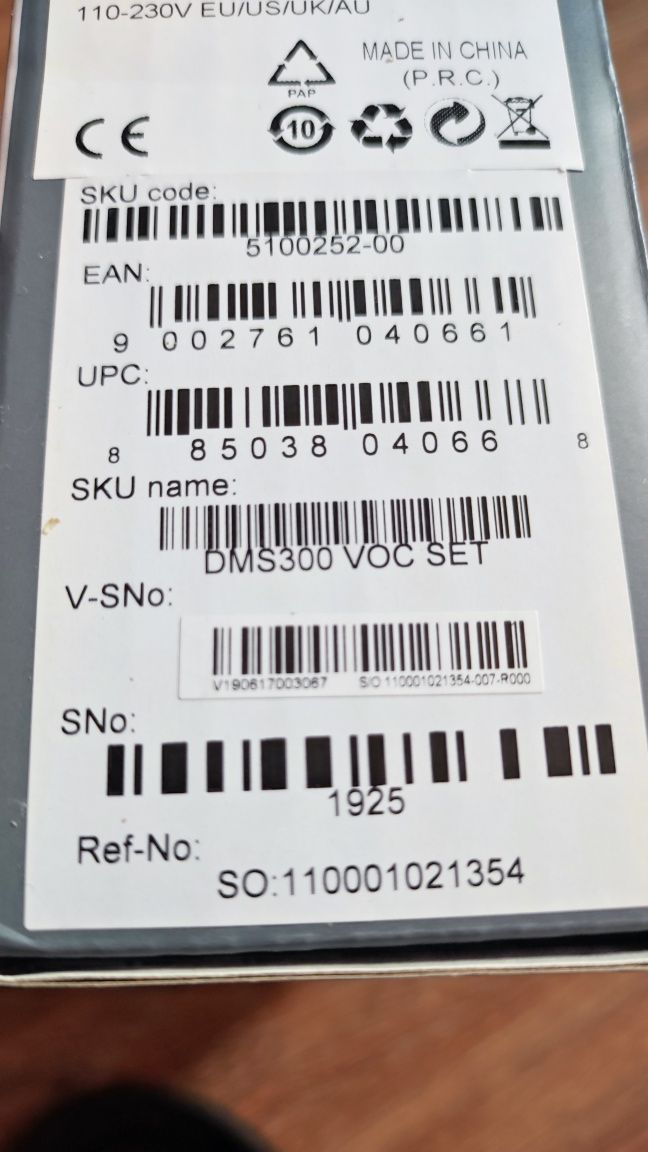 110-230V EU/US/UK/AU
MADE IN CHINA
(P.R.C.)
PAP
CE
10
SKU code:
5100252-00
EAN:
9 002761 040661
UPC:
8 85038 04066 8
SKU name:
DMS300 VOC SET
V-SNo:
V190617003067 S/O:110001021354-007-R000
SNo:
1925
Ref-No:
SO:110001021354